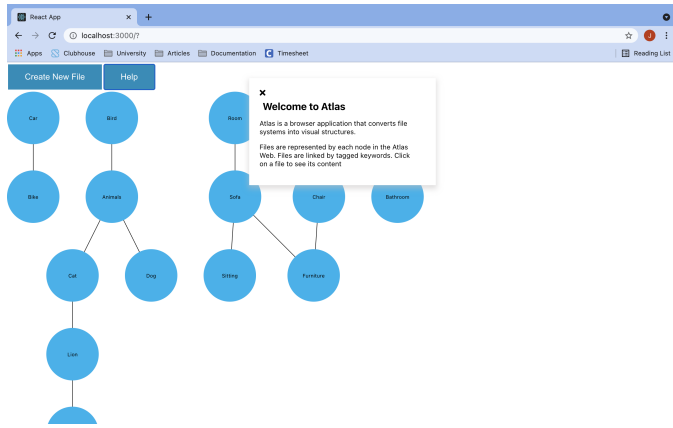 React App
localhost:3000/?
J
Apps
Clubhouse
University
Articles
Documentation
C
Timesheet
Reading List
Create New File
Help
Welcome to Atlas
Atlas is a browser application that converts file
systems into visual structures.
Files are represented by each node in the Atlas
Web. Files are linked by tagged keywords. Click
on a file to see its content
Car
Bird
Room
Bike
Animals
Sofa
Chair
Bathroom
Cat
Dog
Sitting
Furniture
Lion